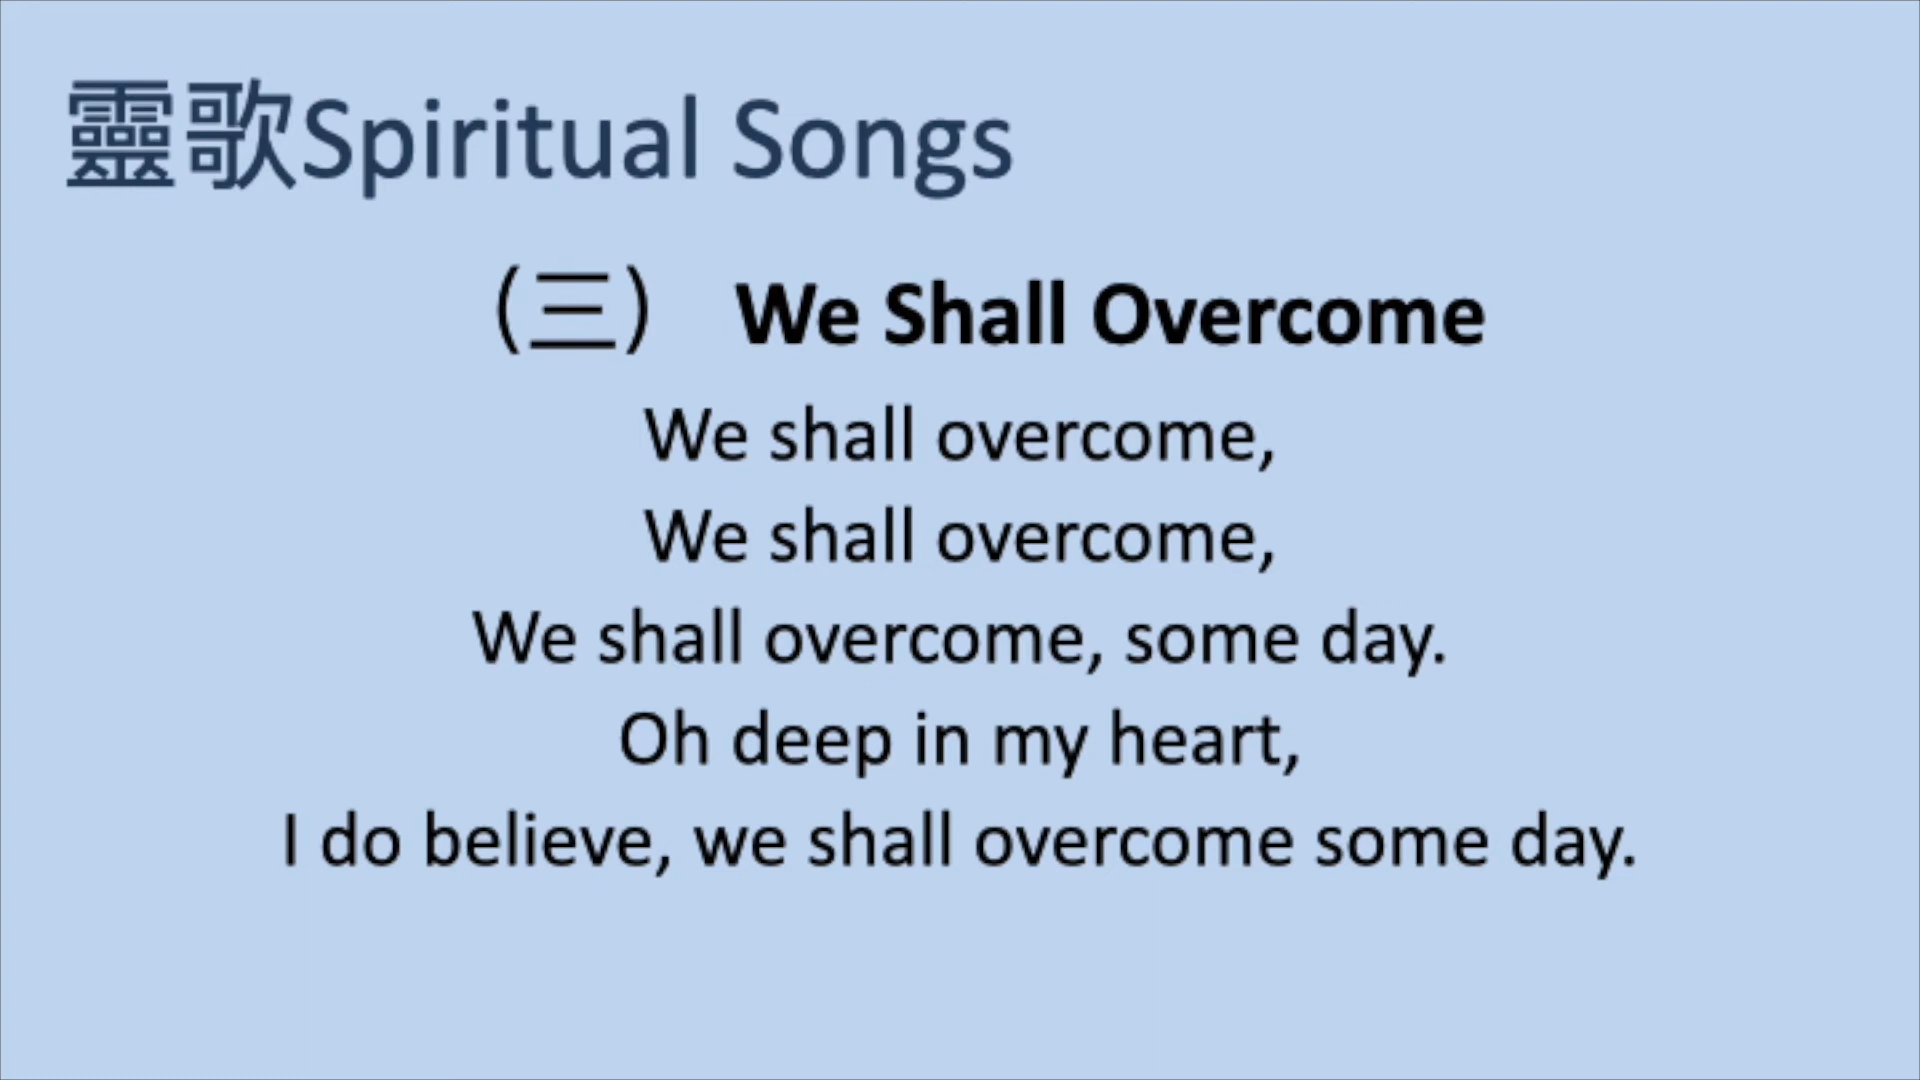 靈歌Spiritual Songs
(三) We Shall Overcome
We shall overcome,
We shall overcome,
We shall overcome, some day.
Oh deep in my heart,
I do believe, we shall overcome some day.